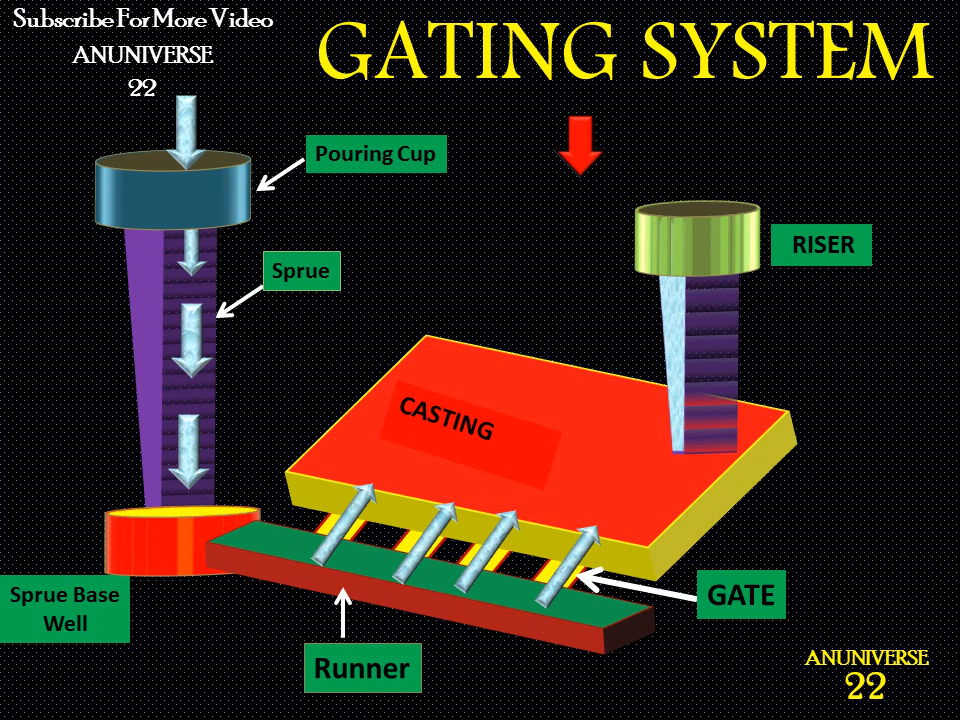 Subscribe For More Video
ANUNIVERSE
22
GATING SYSTEM
Pouring Cup
RISER
Sprue
CASTING
Sprue Base
Well
GATE
Runner
ANUNIVERSE
22